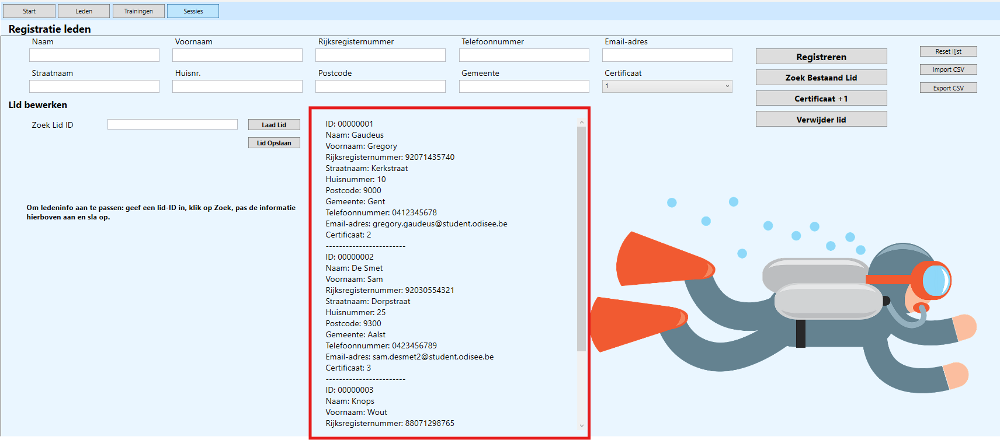 Start Leden Trainingen Sessies
Registratie leden
Naam Voornaam Rijksregisternummer Telefoonnummer Email-adres
Straatnaam Huisnr. Postcode Gemeente Certificaat
1
Registreren
Zoek Bestaand Lid
Certificaat +1
Verwijder lid
Reset lijst
Import CSV
Export CSV
Lid bewerken
Zoek Lid ID Laad Lid
Lid Opslaan
Om ledeninfo aan te passen: geef een lid-ID in, klik op Zoek, pas de informatie
hierboven aan en sla op.
ID: 00000001
Naam: Gaudeus
Voornaam: Gregory
Rijksregisternummer: 92071435740
Straatnaam: Kerkstraat
Huisnummer: 10
Postcode: 9000
Gemeente: Gent
Telefoonnummer: 0412345678
Email-adres: gregory.gaudeus@student.odisee.be
Certificaat: 2
------------------------
ID: 00000002
Naam: De Smet
Voornaam: Sam
Rijksregisternummer: 92030554321
Straatnaam: Dorpstraat
Huisnummer: 25
Postcode: 9300
Gemeente: Aalst
Telefoonnummer: 0423456789
Email-adres: sam.desmet2@student.odisee.be
Certificaat: 3
------------------------
ID: 00000003
Naam: Knops
Voornaam: Wout
Rijksregisternummer: 88071298765